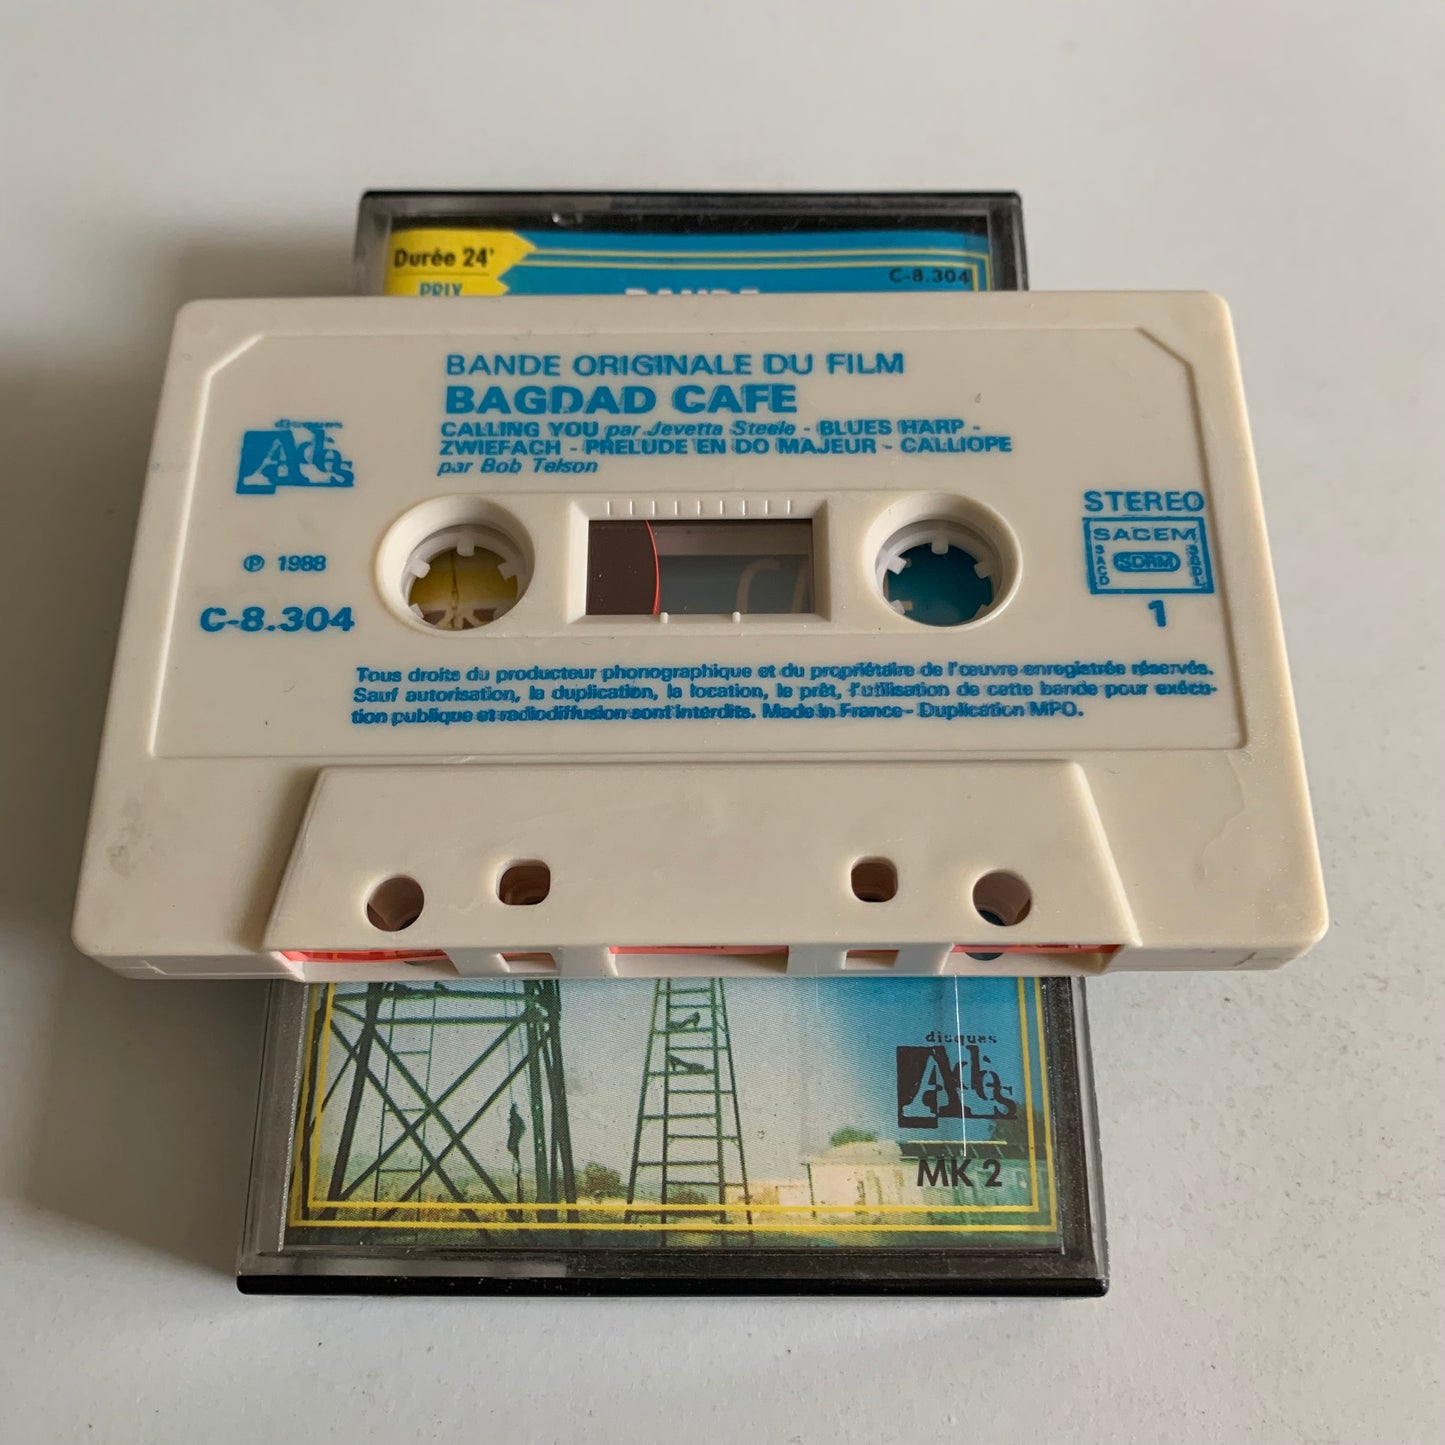 Durée 24'
PRIX
C-8.304
BANDE ORIGINALE DU FILM
BAGDAD CAFE
CALLING YOU par Jevetta Steele - BLUES HARP -
ZWIEFACH - PRELUDE EN DO MAJEUR - CALLIOPE
par Bob Telson
disques
Adès
℗ 1988
C-8.304
STEREO
SACEM
SACD
SDRM
SGDL
1
Tous droits du producteur phonographique et du propriétaire de l'œuvre enregistrée réservés.
Sauf autorisation, la duplication, la location, le prêt, l'utilisation de cette bande pour exécu-
tion publique et radiodiffusion sont interdits. Made in France - Duplication MPO.
disques
Adès
MK 2